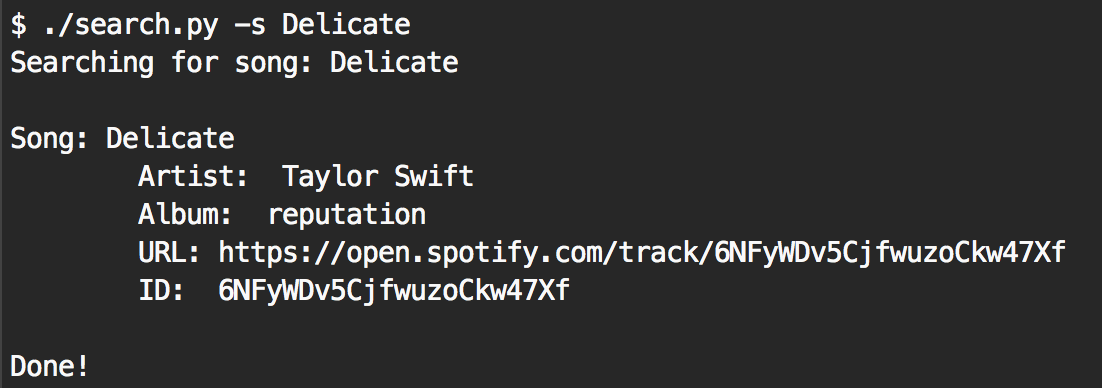 $ ./search.py -s Delicate
Searching for song: Delicate
Song: Delicate
Artist:  Taylor Swift
Album:  reputation
URL: https://open.spotify.com/track/6NFyWDv5CjfwuzoCkw47Xf
ID:  6NFyWDv5CjfwuzoCkw47Xf
Done!